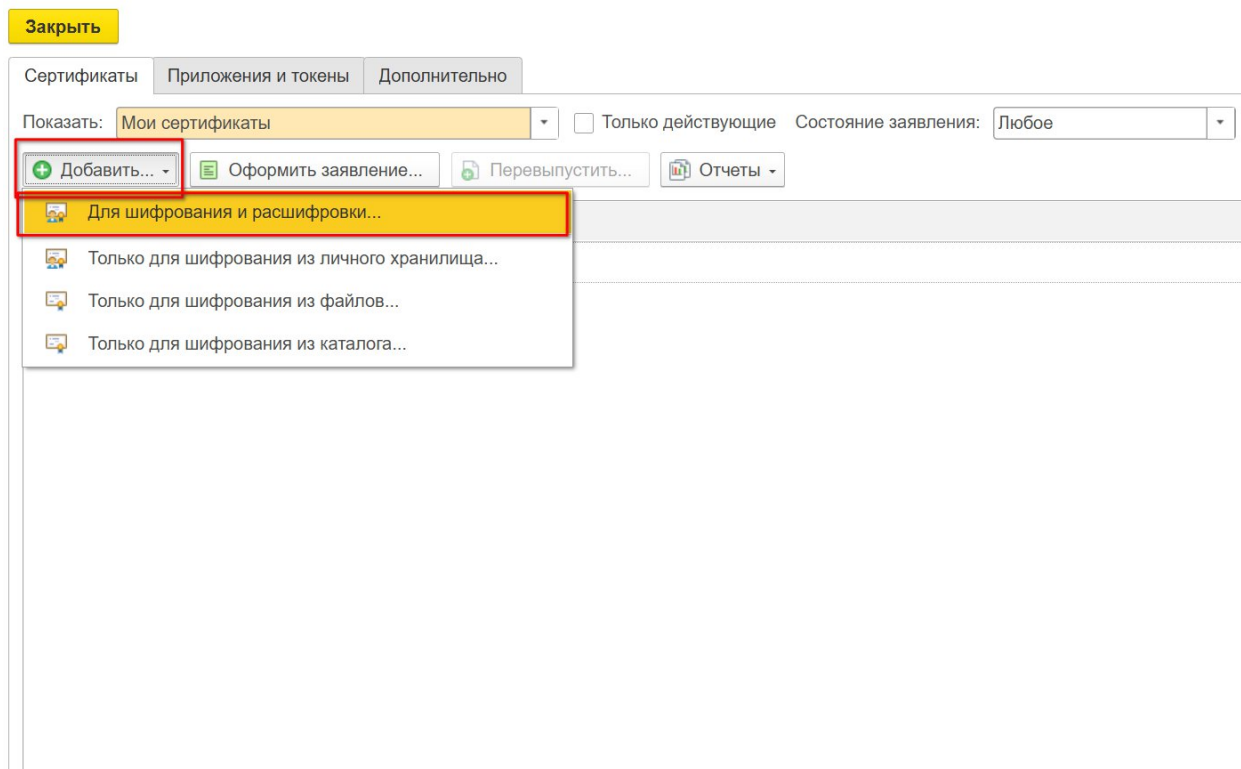 Закрыть
Сертификаты Приложения и токены Дополнительно
Показать: Мои сертификаты Только действующие Состояние заявления: Любое
Добавить... Оформить заявление... Перевыпустить... Отчеты
Для шифрования и расшифровки...
Только для шифрования из личного хранилища...
Только для шифрования из файлов...
Только для шифрования из каталога...